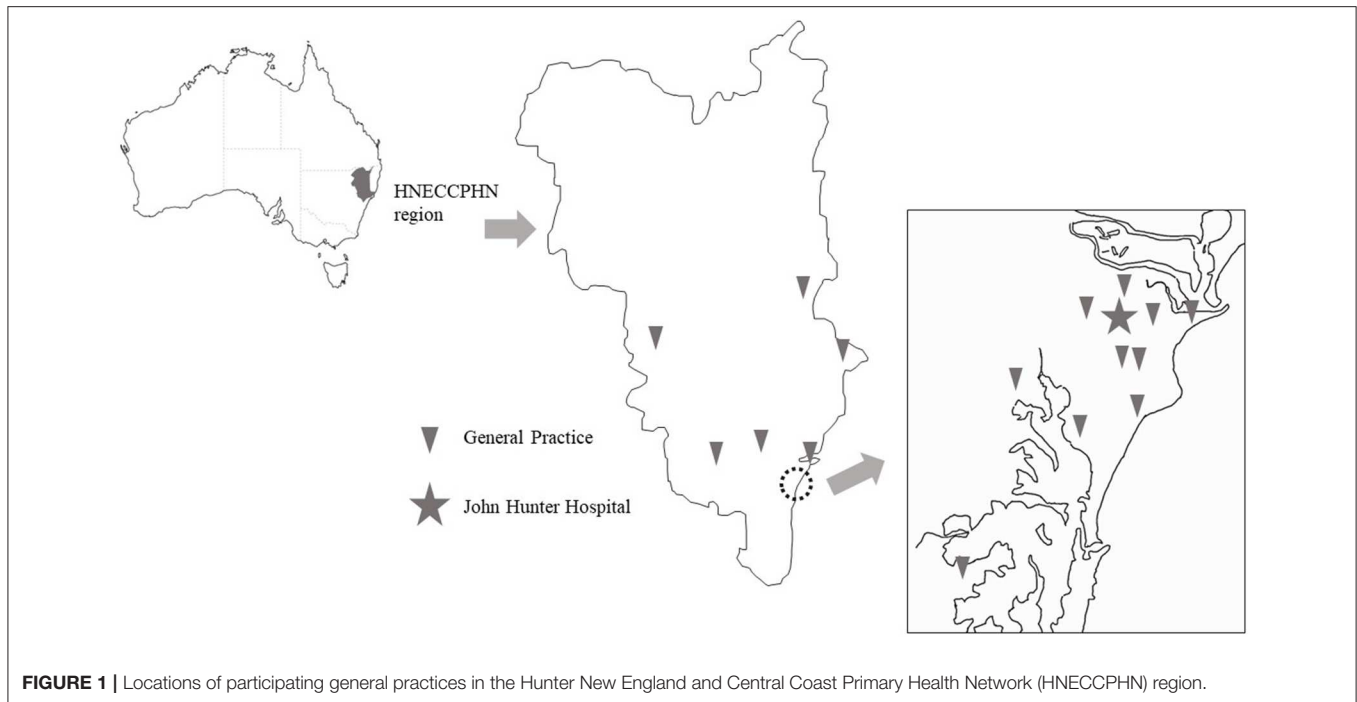 HNECCPHN
region
General Practice
John Hunter Hospital
FIGURE 1 | Locations of participating general practices in the Hunter New England and Central Coast Primary Health Network (HNECCPHN) region.